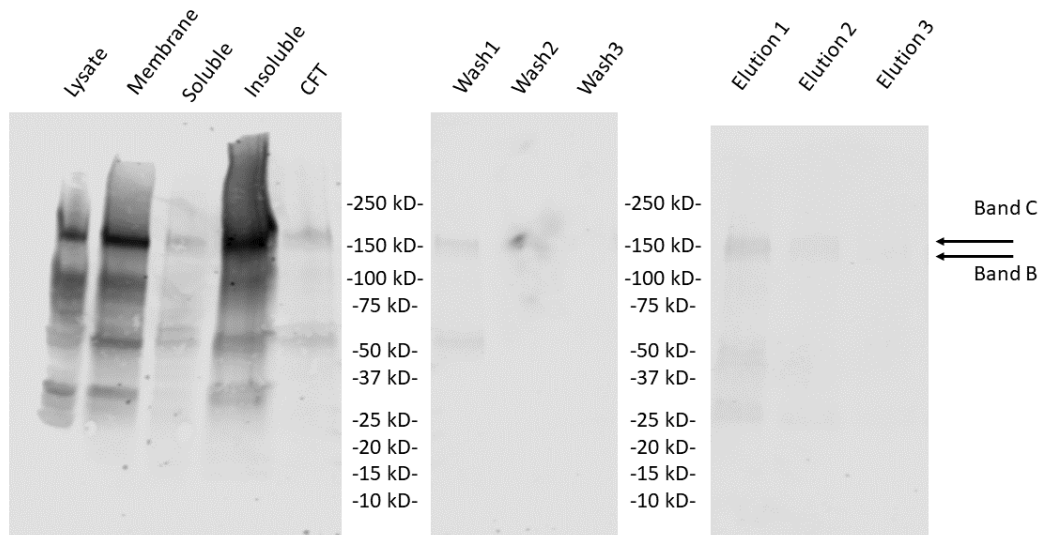 Lysate
Membrane
Soluble
Insoluble
CFT
Wash1
Wash2
Wash3
Elution 1
Elution 2
Elution 3
-250 kD-
-150 kD-
-100 kD-
-75 kD-
-50 kD-
-37 kD-
-25 kD-
-20 kD-
-15 kD-
-10 kD-
-250 kD-
-150 kD-
-100 kD-
-75 kD-
-50 kD-
-37 kD-
-25 kD-
-20 kD-
-15 kD-
-10 kD-
Band C
Band B